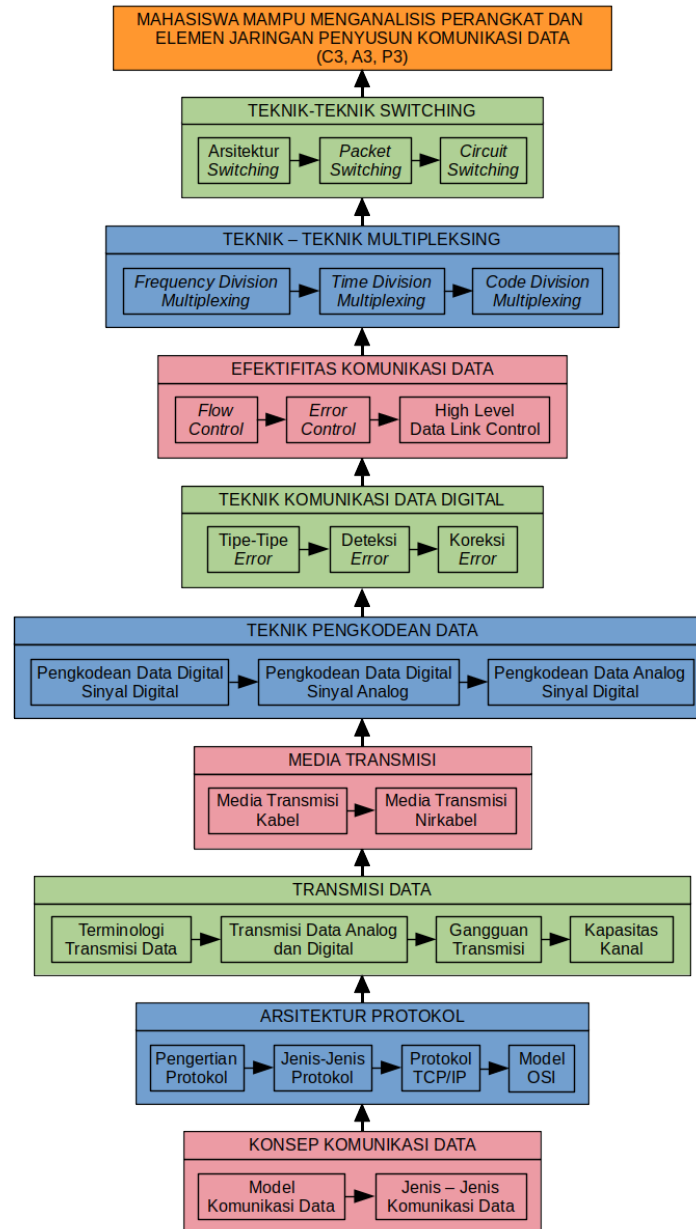 MAHASISWA MAMPU MENGANALISIS PERANGKAT DAN
ELEMEN JARINGAN PENYUSUN KOMUNIKASI DATA
(C3, A3, P3)
TEKNIK-TEKNIK SWITCHING
Arsitektur
Switching
Packet
Switching
Circuit
Switching
TEKNIK – TEKNIK MULTIPLEKSING
Frequency Division
Multiplexing
Time Division
Multiplexing
Code Division
Multiplexing
EFEKTIFITAS KOMUNIKASI DATA
Flow
Control
Error
Control
High Level
Data Link Control
TEKNIK KOMUNIKASI DATA DIGITAL
Tipe-Tipe
Error
Deteksi
Error
Koreksi
Error
TEKNIK PENGKODEAN DATA
Pengkodean Data Digital
Sinyal Digital
Pengkodean Data Digital
Sinyal Analog
Pengkodean Data Analog
Sinyal Digital
MEDIA TRANSMISI
Media Transmisi
Kabel
Media Transmisi
Nirkabel
TRANSMISI DATA
Terminologi
Transmisi Data
Transmisi Data Analog
dan Digital
Gangguan
Transmisi
Kapasitas
Kanal
ARSITEKTUR PROTOKOL
Pengertian
Protokol
Jenis-Jenis
Protokol
Protokol
TCP/IP
Model
OSI
KONSEP KOMUNIKASI DATA
Model
Komunikasi Data
Jenis – Jenis
Komunikasi Data